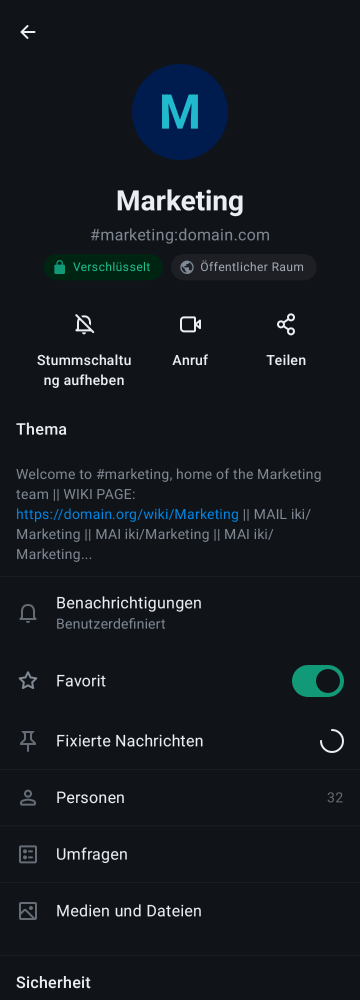 M
Marketing
#marketing:domain.com
Verschlüsselt
Öffentlicher Raum
Stummschaltu
ng aufheben
Anruf
Teilen
Thema
Welcome to #marketing, home of the Marketing
team || WIKI PAGE:
https://domain.org/wiki/Marketing || MAIL iki/
Marketing || MAI iki/Marketing || MAI iki/
Marketing...
Benachrichtigungen
Benutzerdefiniert
Favorit
Fixierte Nachrichten
Personen
32
Umfragen
Medien und Dateien
Sicherheit